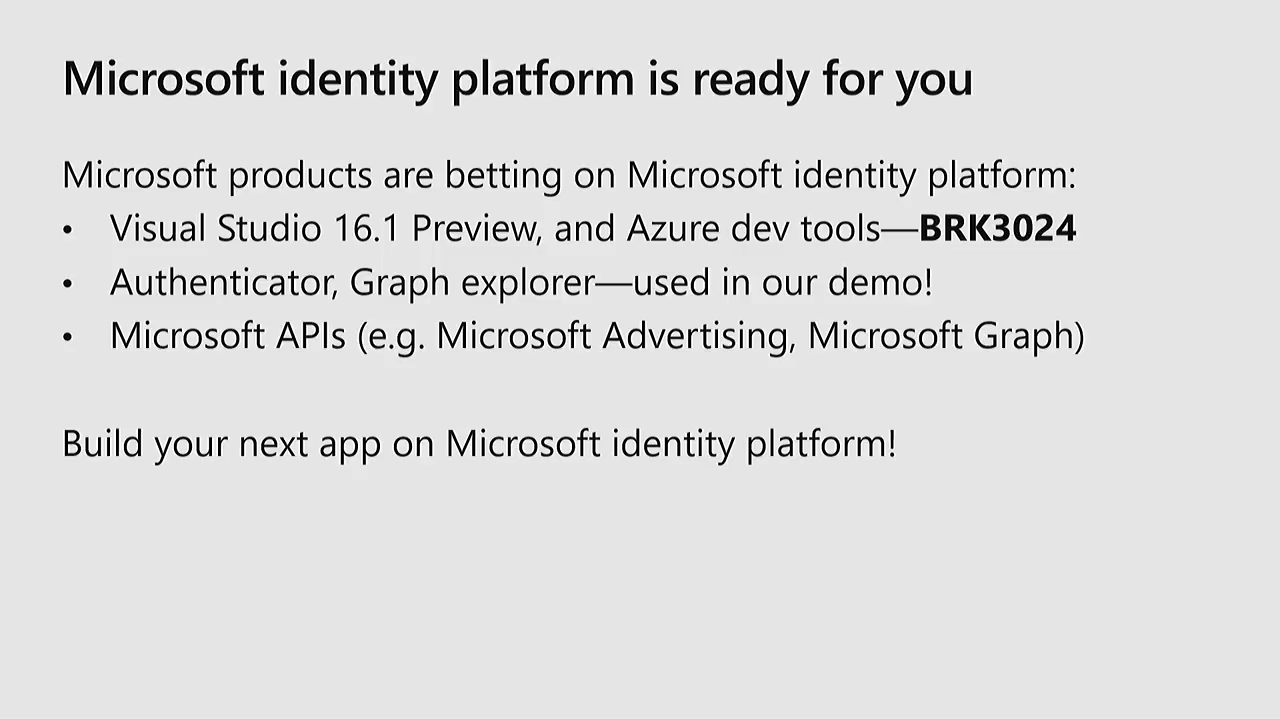 Microsoft identity platform is ready for you
Microsoft products are betting on Microsoft identity platform:
• Visual Studio 16.1 Preview, and Azure dev tools—BRK3024
• Authenticator, Graph explorer—used in our demo!
• Microsoft APIs (e.g. Microsoft Advertising, Microsoft Graph)
Build your next app on Microsoft identity platform!